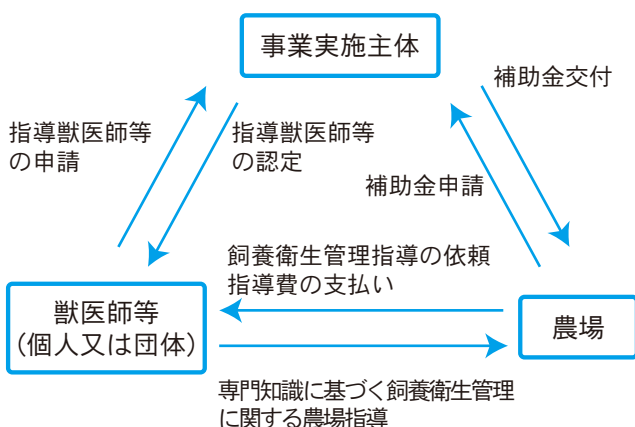 事業実施主体
補助金交付
指導獣医師等
の申請
指導獣医師等
の認定
補助金申請
飼養衛生管理指導の依頼
指導費の支払い
獣医師等
(個人又は団体)
農場
専門知識に基づく飼養衛生管理
に関する農場指導